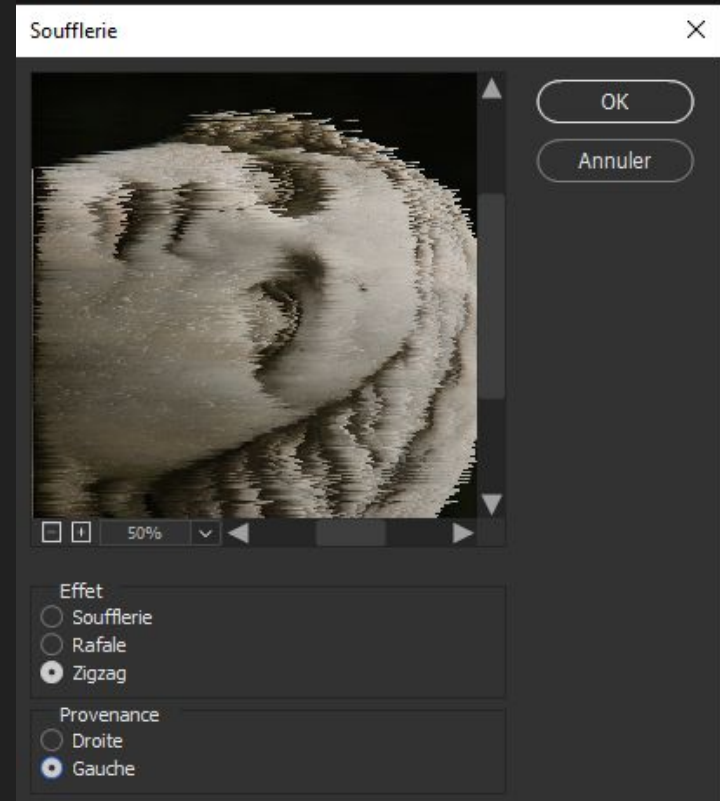 Soufflerie
OK
Annuler
50%
Effet
Soufflerie
Rafale
Zigzag
Provenance
Droite
Gauche